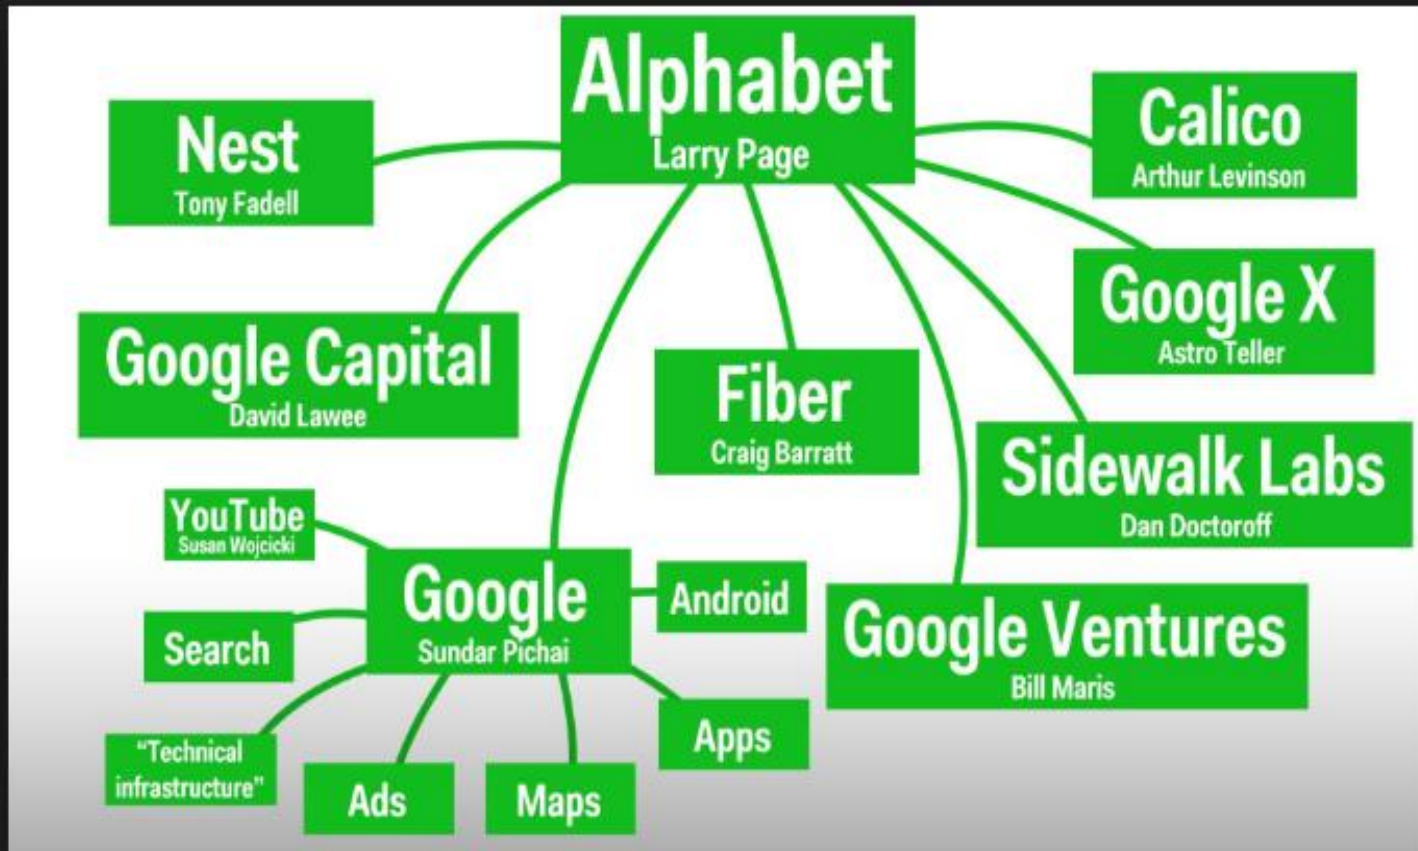 Alphabet
Larry Page
Nest
Tony Fadell
Calico
Arthur Levinson
Google X
Astro Teller
Google Capital
David Lawee
Fiber
Craig Barratt
Sidewalk Labs
Dan Doctoroff
YouTube
Susan Wojcicki
Google
Sundar Pichai
Android
Google Ventures
Bill Maris
Search
Apps
“Technical
infrastructure”
Ads
Maps